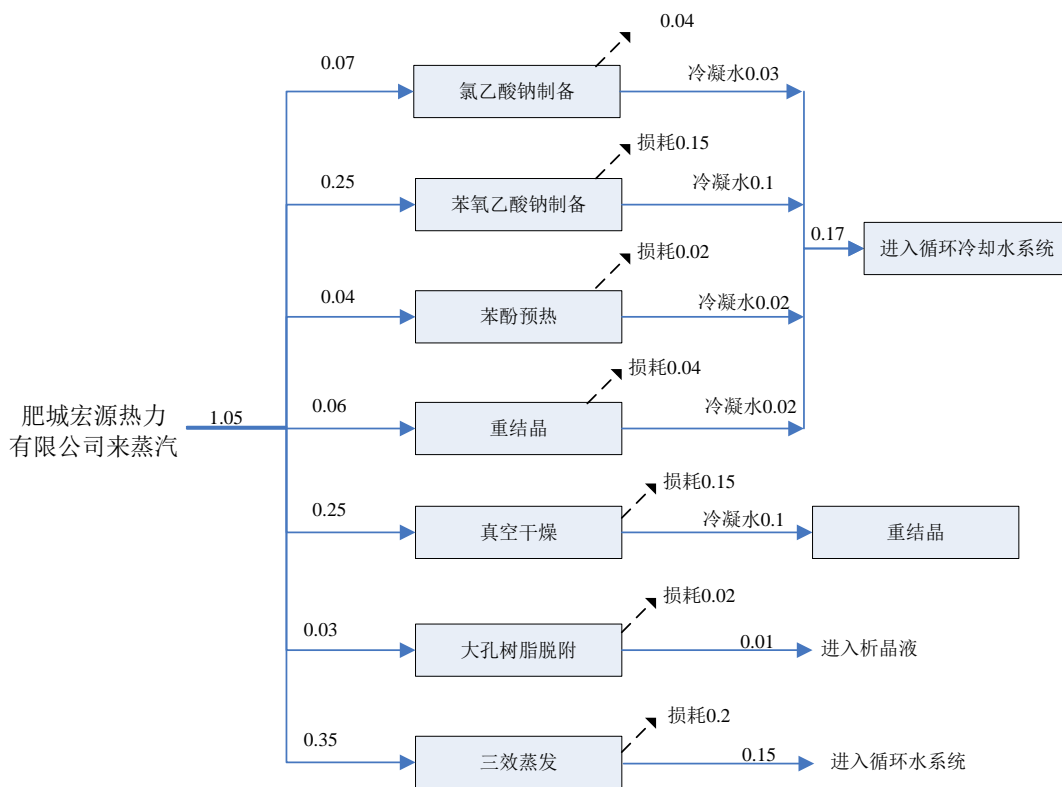 0.04
0.07
氯乙酸钠制备
冷凝水0.03
损耗0.15
0.25
苯氧乙酸钠制备
冷凝水0.1
0.17
进入循环冷却水系统
损耗0.02
0.04
苯酚预热
冷凝水0.02
损耗0.04
肥城宏源热力
有限公司来蒸汽
1.05
0.06
重结晶
冷凝水0.02
损耗0.15
0.25
真空干燥
冷凝水0.1
重结晶
损耗0.02
0.03
大孔树脂脱附
0.01
进入析晶液
损耗0.2
0.35
三效蒸发
0.15
进入循环水系统